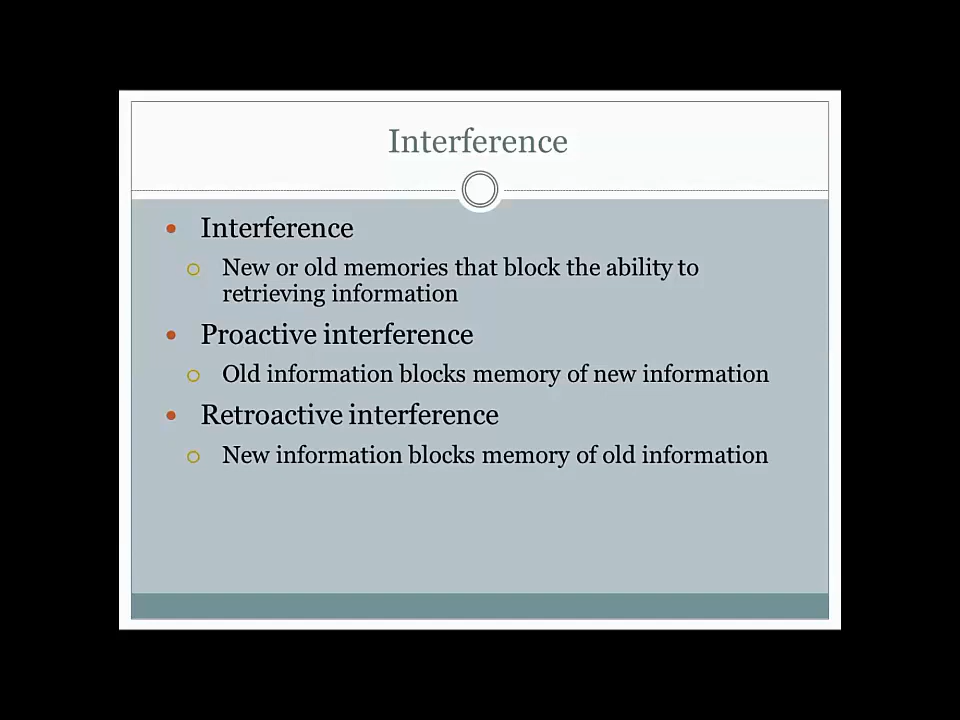 Interference
Interference
New or old memories that block the ability to
retrieving information
Proactive interference
Old information blocks memory of new information
Retroactive interference
New information blocks memory of old information